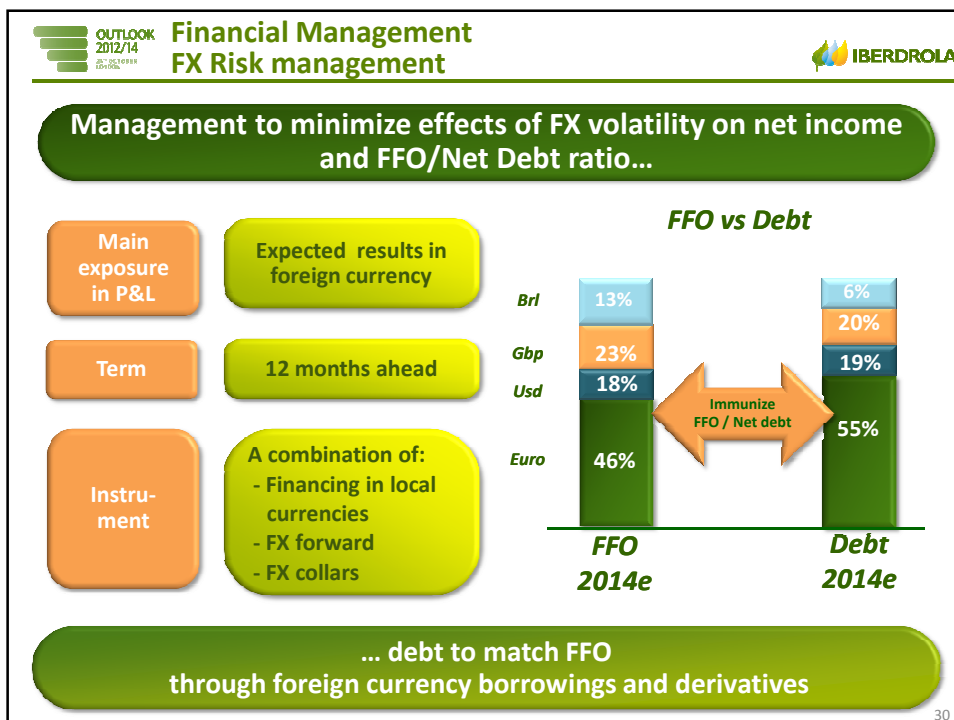 OUTLOOK
2012/14
LONDON
Financial Management
FX Risk management
IBERDROLA
Management to minimize effects of FX volatility on net income
and FFO/Net Debt ratio…
Main
exposure
in P&L
Expected results in
foreign currency
Term
12 months ahead
Instru-
ment
A combination of:
- Financing in local
currencies
- FX forward
- FX collars
FFO vs Debt
Brl
13%
6%
Gbp
23%
20%
Usd
18%
19%
Immunize
FFO / Net debt
Euro
46%
55%
FFO
2014e
Debt
2014e
… debt to match FFO
through foreign currency borrowings and derivatives
30